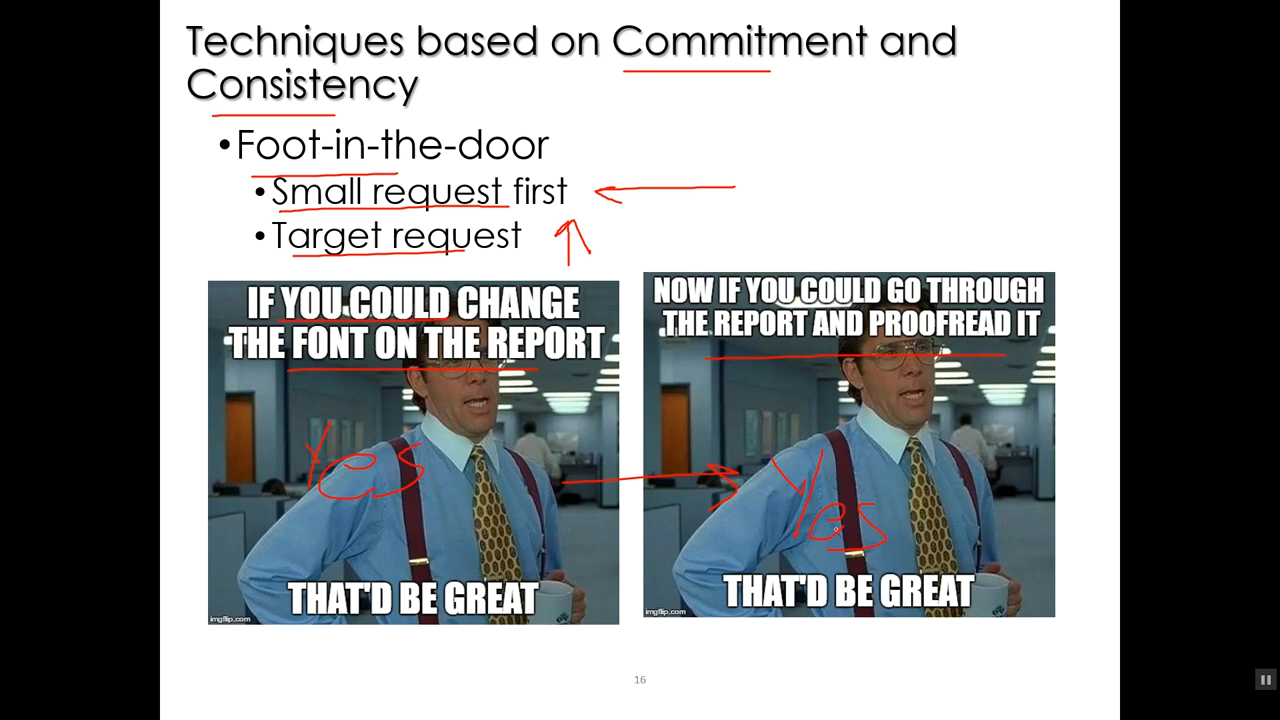 Techniques based on Commitment and
Consistency
•Foot-in-the-door
•Small request first
•Target request
IF YOU COULD CHANGE
THE FONT ON THE REPORT
Yes
THAT'D BE GREAT
imgflip.com
NOW IF YOU COULD GO THROUGH
THE REPORT AND PROOFREAD IT
Yes
THAT'D BE GREAT
imgflip.com
16